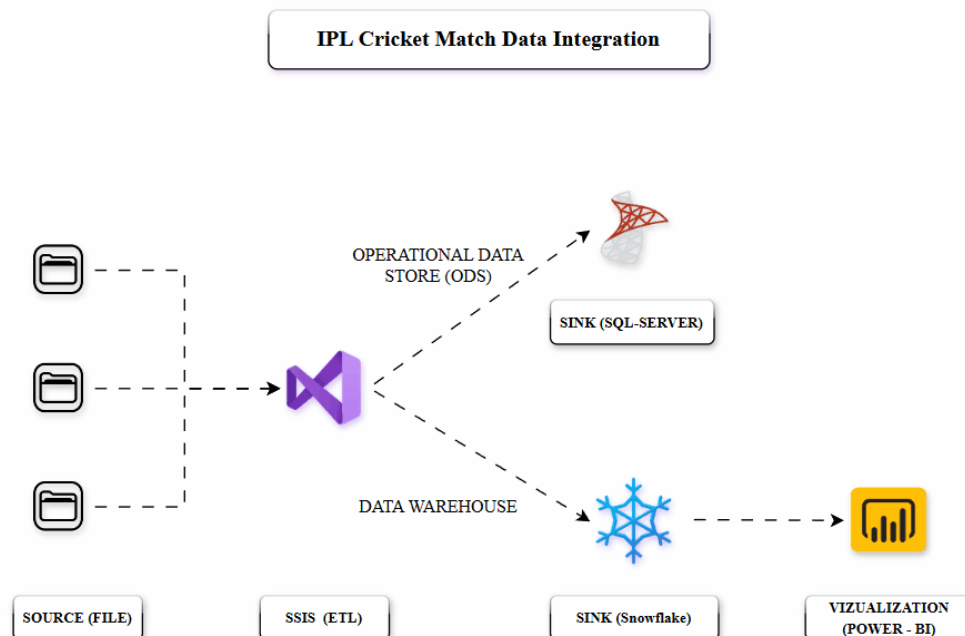 IPL Cricket Match Data Integration
OPERATIONAL DATA
STORE (ODS)
SINK (SQL-SERVER)
DATA WAREHOUSE
SOURCE (FILE)
SSIS (ETL)
SINK (Snowflake)
VIZUALIZATION
(POWER - BI)